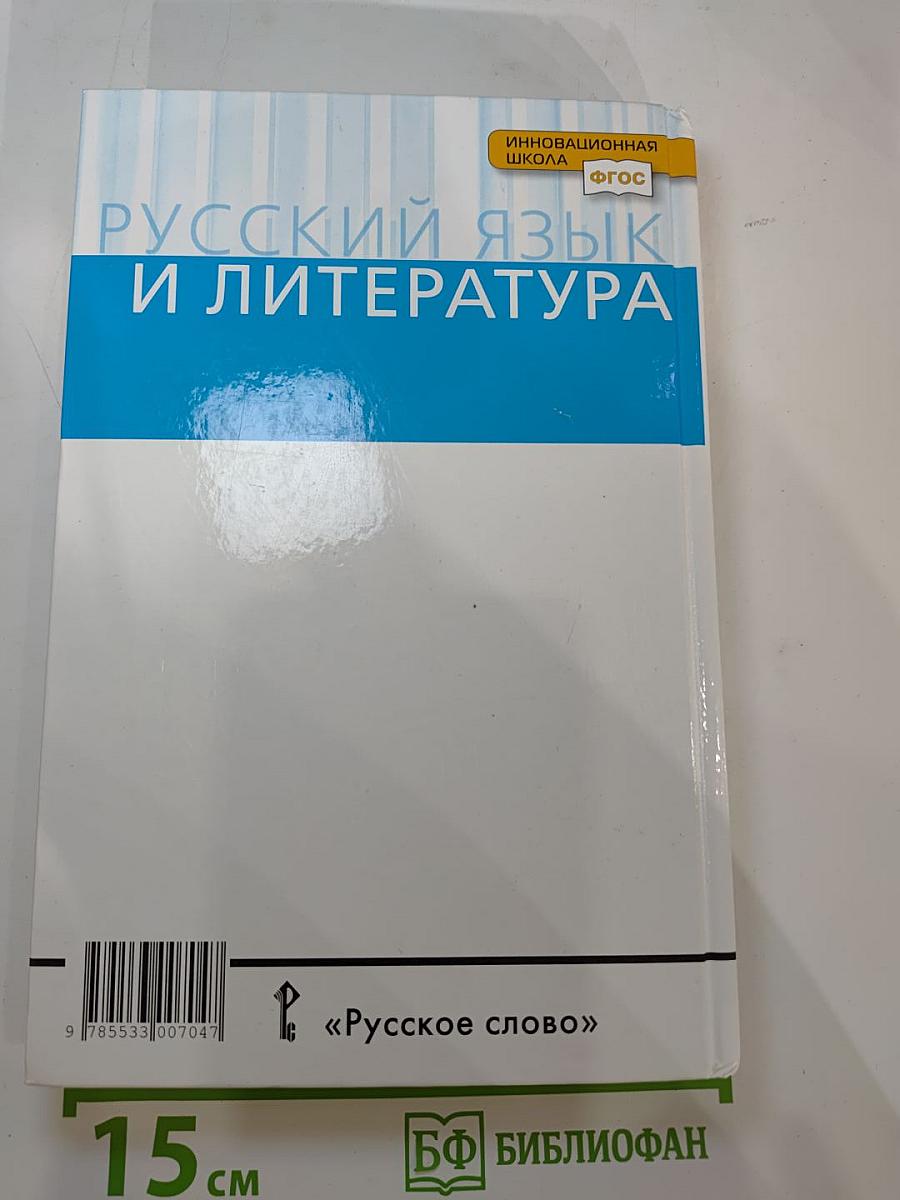 ИННОВАЦИОННАЯ
ШКОЛА
ФГОС
РУССКИЙ ЯЗЫК
И ЛИТЕРАТУРА
9 785533 007047
«Русское слово»
15 см
БФ БИБЛИОФАН